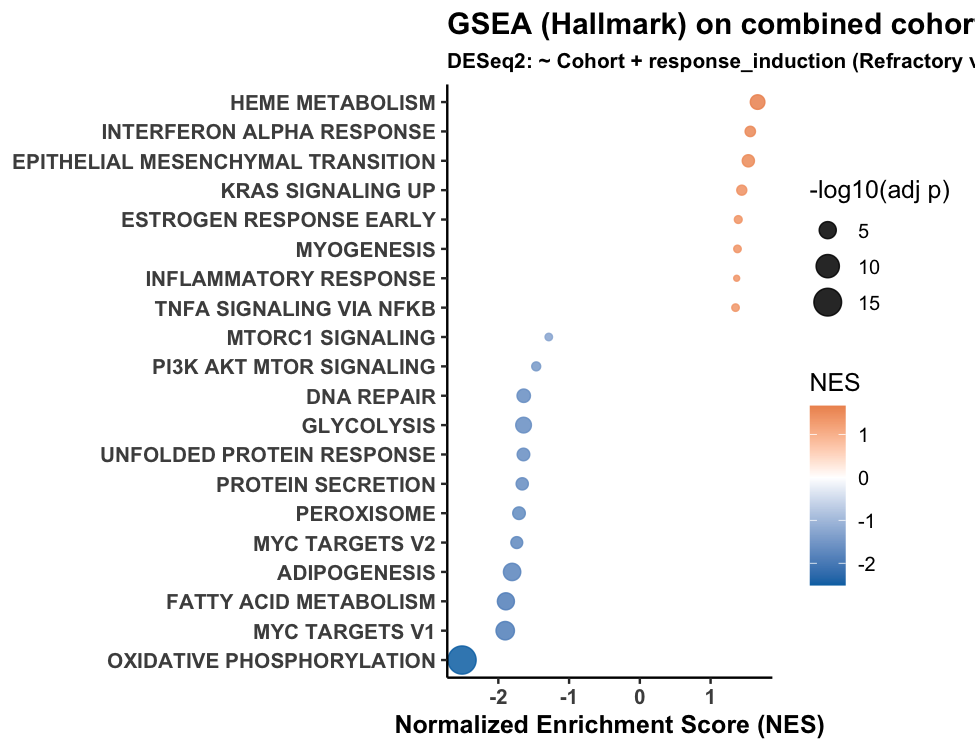 GSEA (Hallmark) on combined cohor
DESeq2: ~ Cohort + response_induction (Refractory v
HEME METABOLISM
INTERFERON ALPHA RESPONSE
EPITHELIAL MESENCHYMAL TRANSITION
KRAS SIGNALING UP
ESTROGEN RESPONSE EARLY
MYOGENESIS
INFLAMMATORY RESPONSE
TNFA SIGNALING VIA NFKB
MTORC1 SIGNALING
PI3K AKT MTOR SIGNALING
DNA REPAIR
GLYCOLYSIS
UNFOLDED PROTEIN RESPONSE
PROTEIN SECRETION
PEROXISOME
MYC TARGETS V2
ADIPOGENESIS
FATTY ACID METABOLISM
MYC TARGETS V1
OXIDATIVE PHOSPHORYLATION
-2 -1 0 1
Normalized Enrichment Score (NES)
-log10(adj p)
5
10
15
NES
1
0
-1
-2